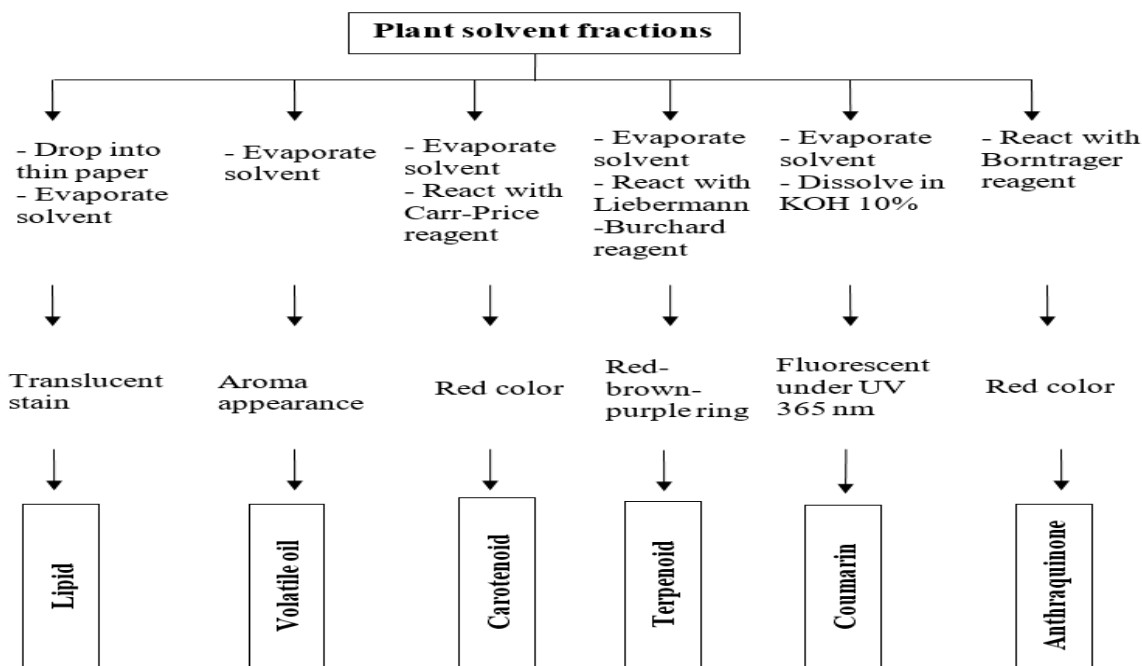 Plant solvent fractions
- Drop into
thin paper
- Evaporate
solvent
- Evaporate
solvent
- Evaporate
solvent
- React with
Carr-Price
reagent
- Evaporate
solvent
- React with
Liebermann
-Burchard
reagent
- Evaporate
solvent
- Dissolve in
KOH 10%
- React with
Borntrager
reagent
Translucent
stain
Aroma
appearance
Red color
Red-
brown-
purple ring
Fluorescent
under UV
365 nm
Red color
Lipid
Volatile oil
Carotenoid
Terpenoid
Coumarin
Anthraquinone